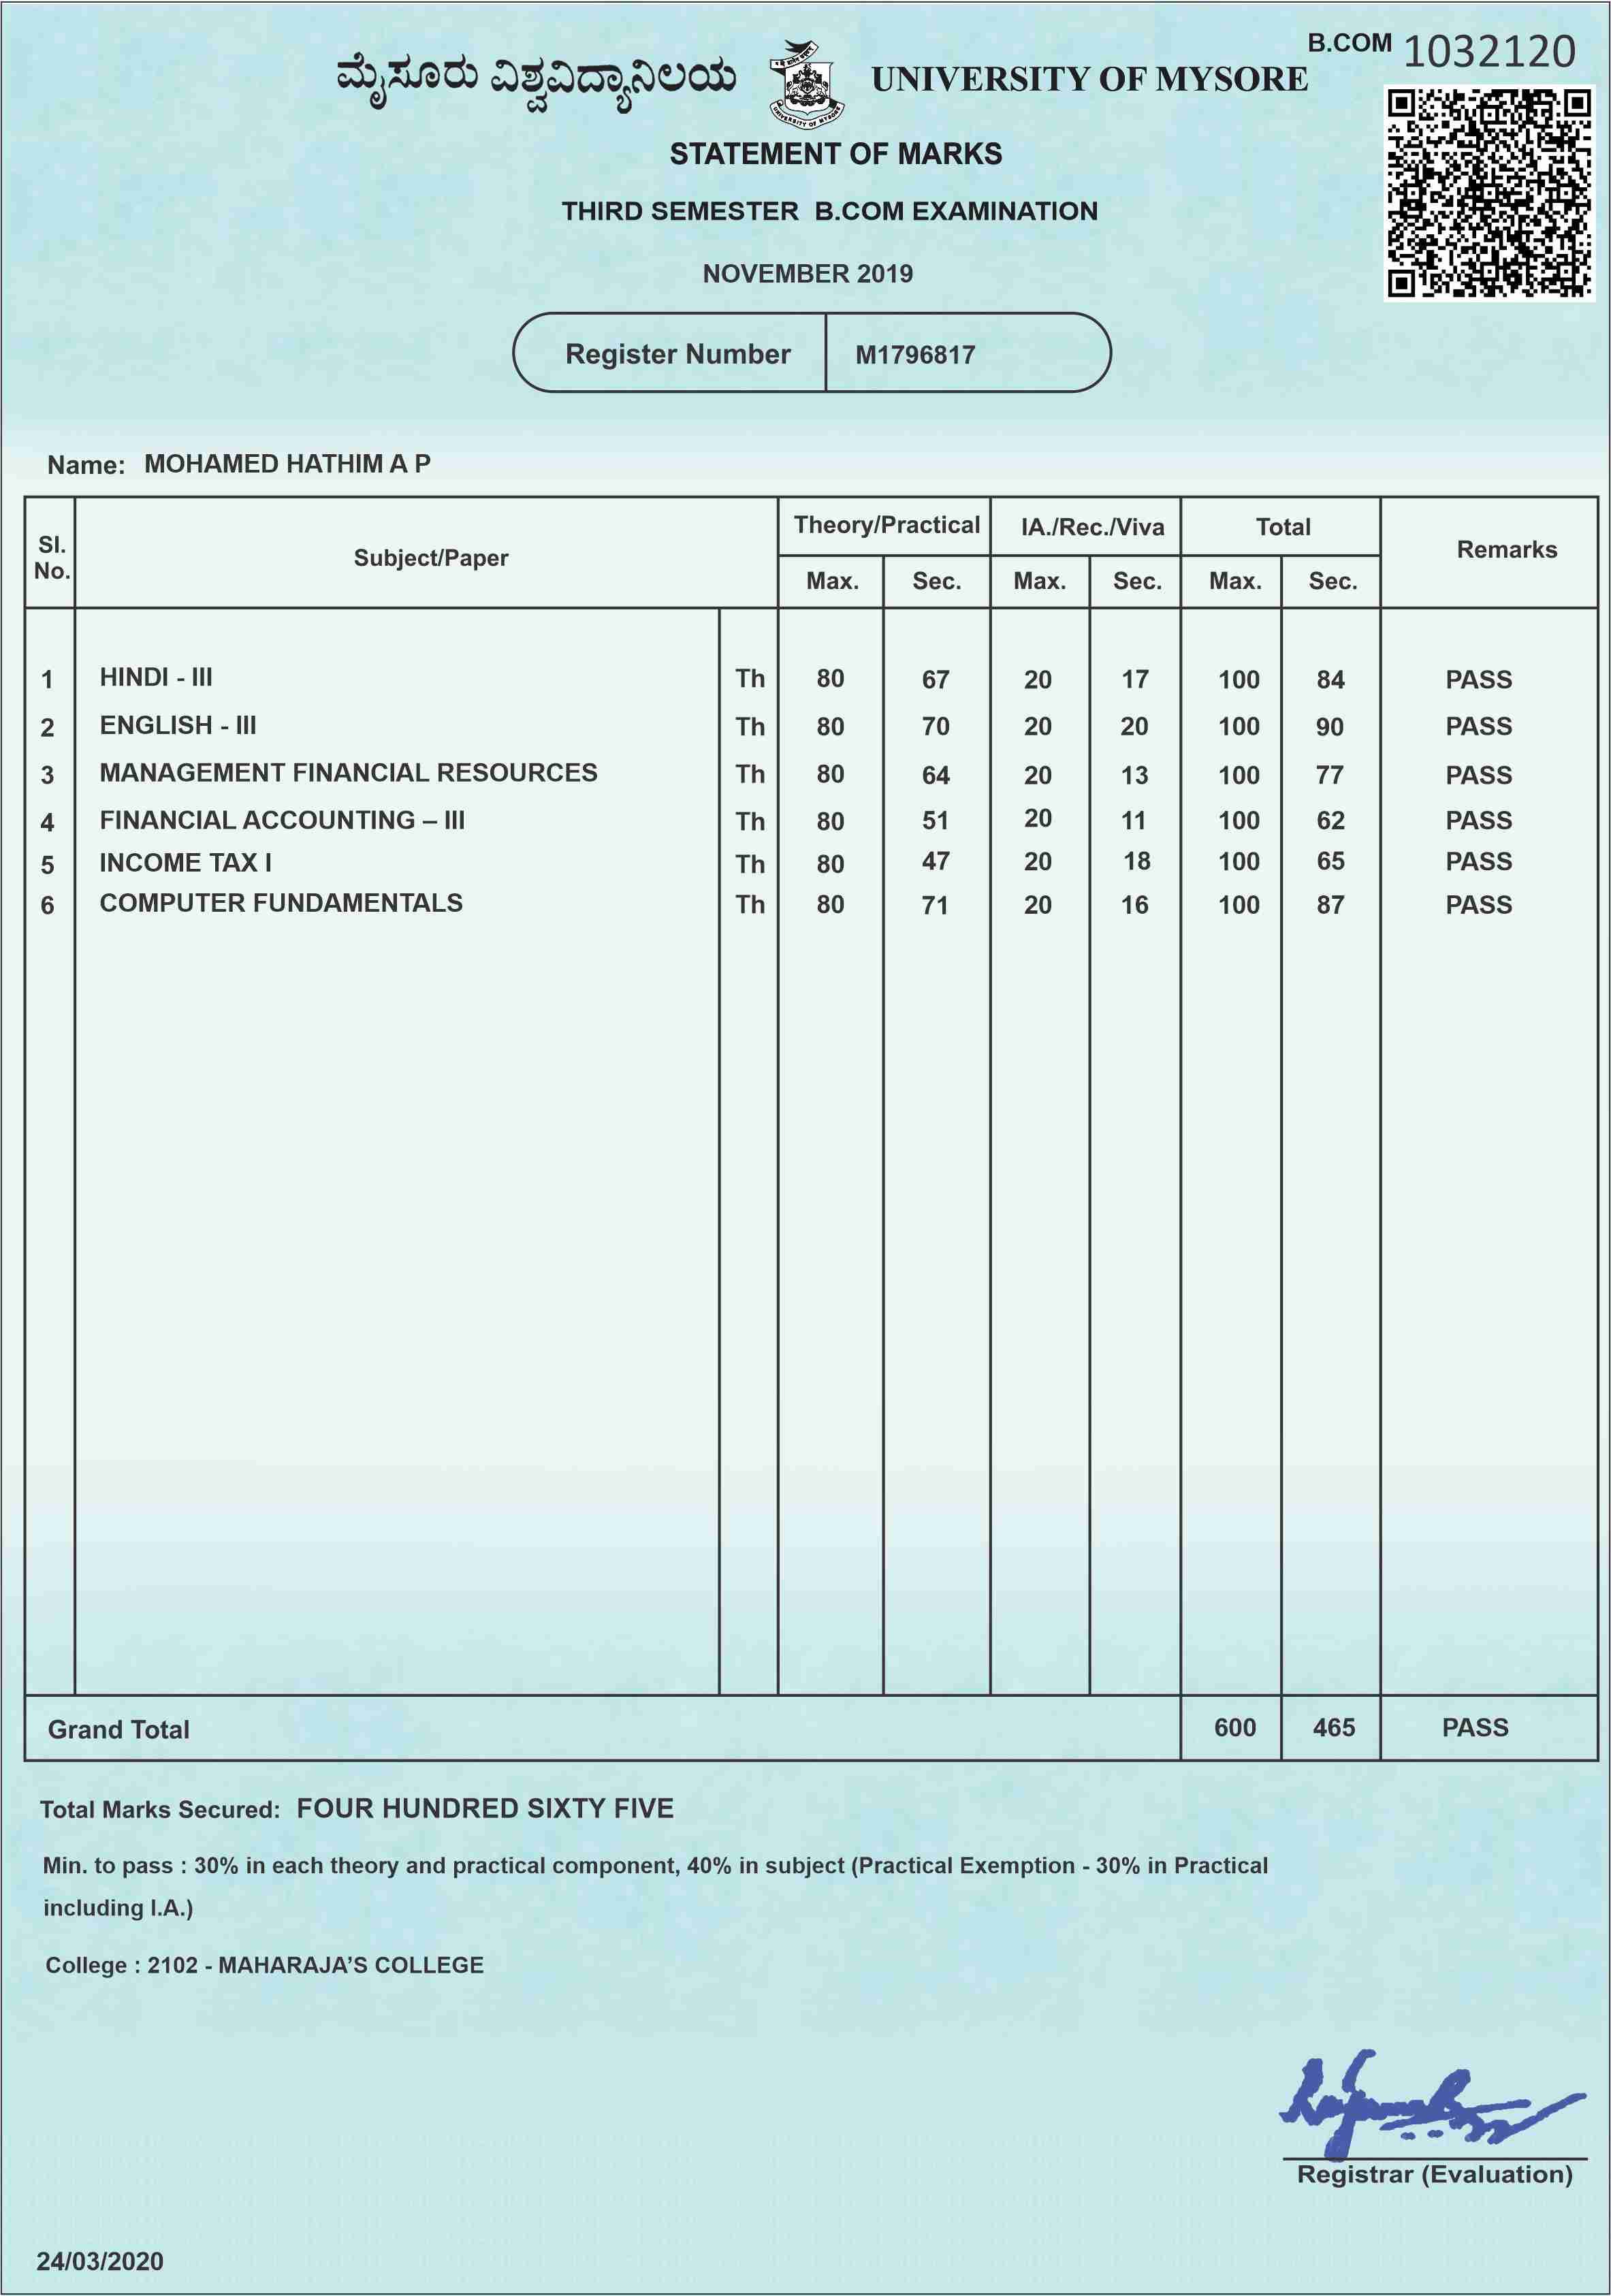 B.COM 1032120
ಮೈಸೂರು ವಿಶ್ವವಿದ್ಯಾನಿಲಯ UNIVERSITY OF MYSORE
UNIVERSITY OF MYSORE
STATEMENT OF MARKS
THIRD SEMESTER B.COM EXAMINATION
NOVEMBER 2019
Register Number M1796817
Name: MOHAMED HATHIM A P
Sl. No. Subject/Paper Theory/Practical IA./Rec./Viva Total Remarks
Max. Sec. Max. Sec. Max. Sec.
1 HINDI - III Th 80 67 20 17 100 84 PASS
2 ENGLISH - III Th 80 70 20 20 100 90 PASS
3 MANAGEMENT FINANCIAL RESOURCES Th 80 64 20 13 100 77 PASS
4 FINANCIAL ACCOUNTING – III Th 80 51 20 11 100 62 PASS
5 INCOME TAX I Th 80 47 20 18 100 65 PASS
6 COMPUTER FUNDAMENTALS Th 80 71 20 16 100 87 PASS
Grand Total 600 465 PASS
Total Marks Secured: FOUR HUNDRED SIXTY FIVE
Min. to pass : 30% in each theory and practical component, 40% in subject (Practical Exemption - 30% in Practical
including I.A.)
College : 2102 - MAHARAJA'S COLLEGE
Registrar (Evaluation)
24/03/2020